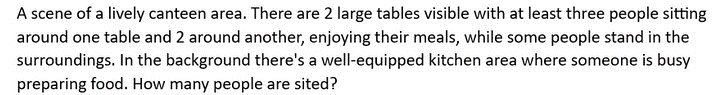 A scene of a lively canteen area. There are 2 large tables visible with at least three people sitting
around one table and 2 around another, enjoying their meals, while some people stand in the
surroundings. In the background there's a well-equipped kitchen area where someone is busy
preparing food. How many people are sited?